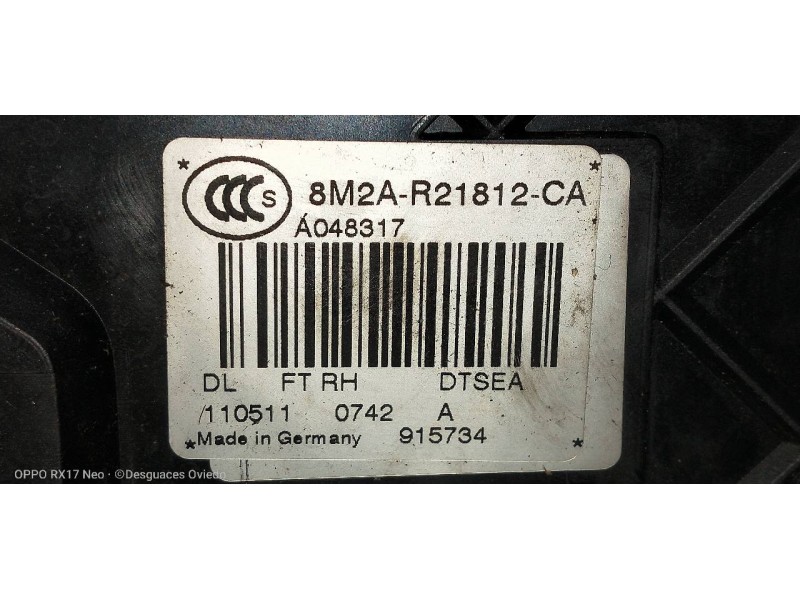 CCC S 8M2A-R21812-CA
A048317
DL FT RH DTSEA
110511 0742 A
*Made in Germany 915734 *
OPPO RX17 Neo · ©Desguaces Oviedo